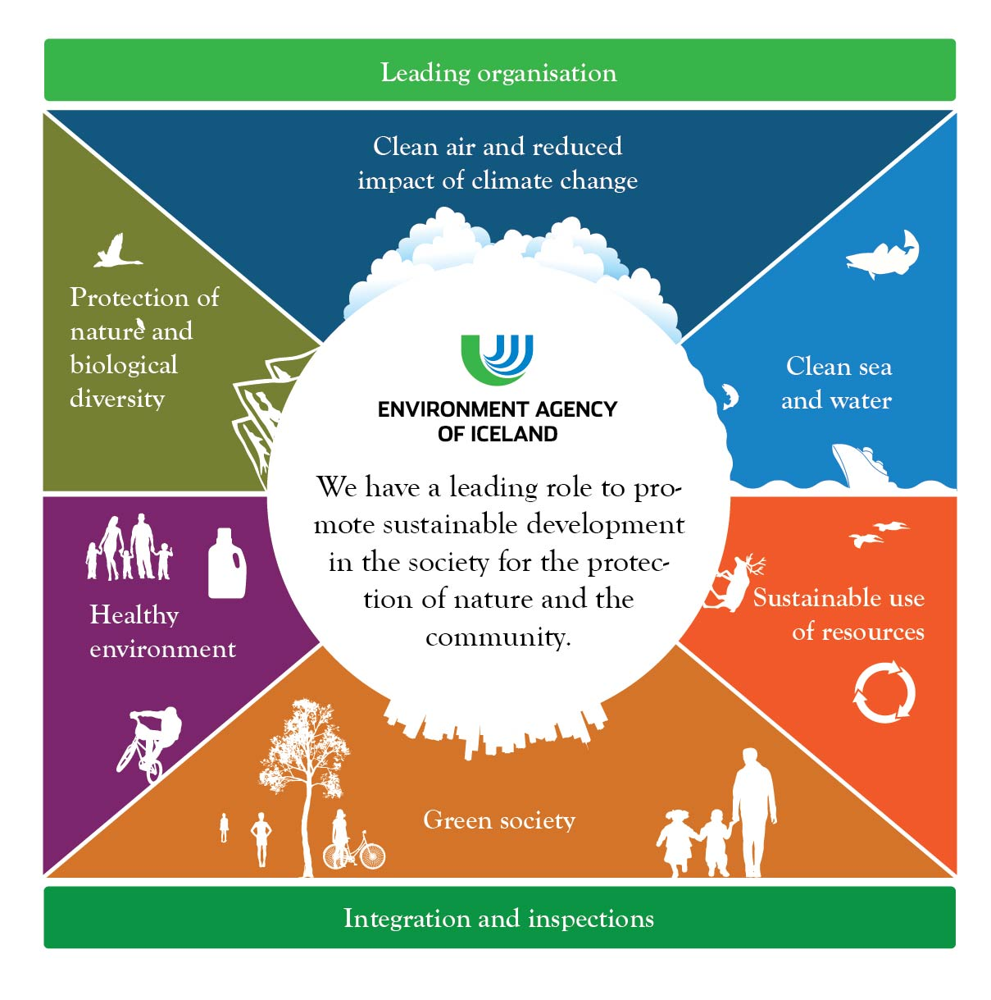 Leading organisation
Clean air and reduced
impact of climate change
Protection of
nature and
biological
diversity
Clean sea
and water
ENVIRONMENT AGENCY
OF ICELAND
We have a leading role to pro-
mote sustainable development
in the society for the protec-
tion of nature and the
community.
Healthy
environment
Sustainable use
of resources
Green society
Integration and inspections